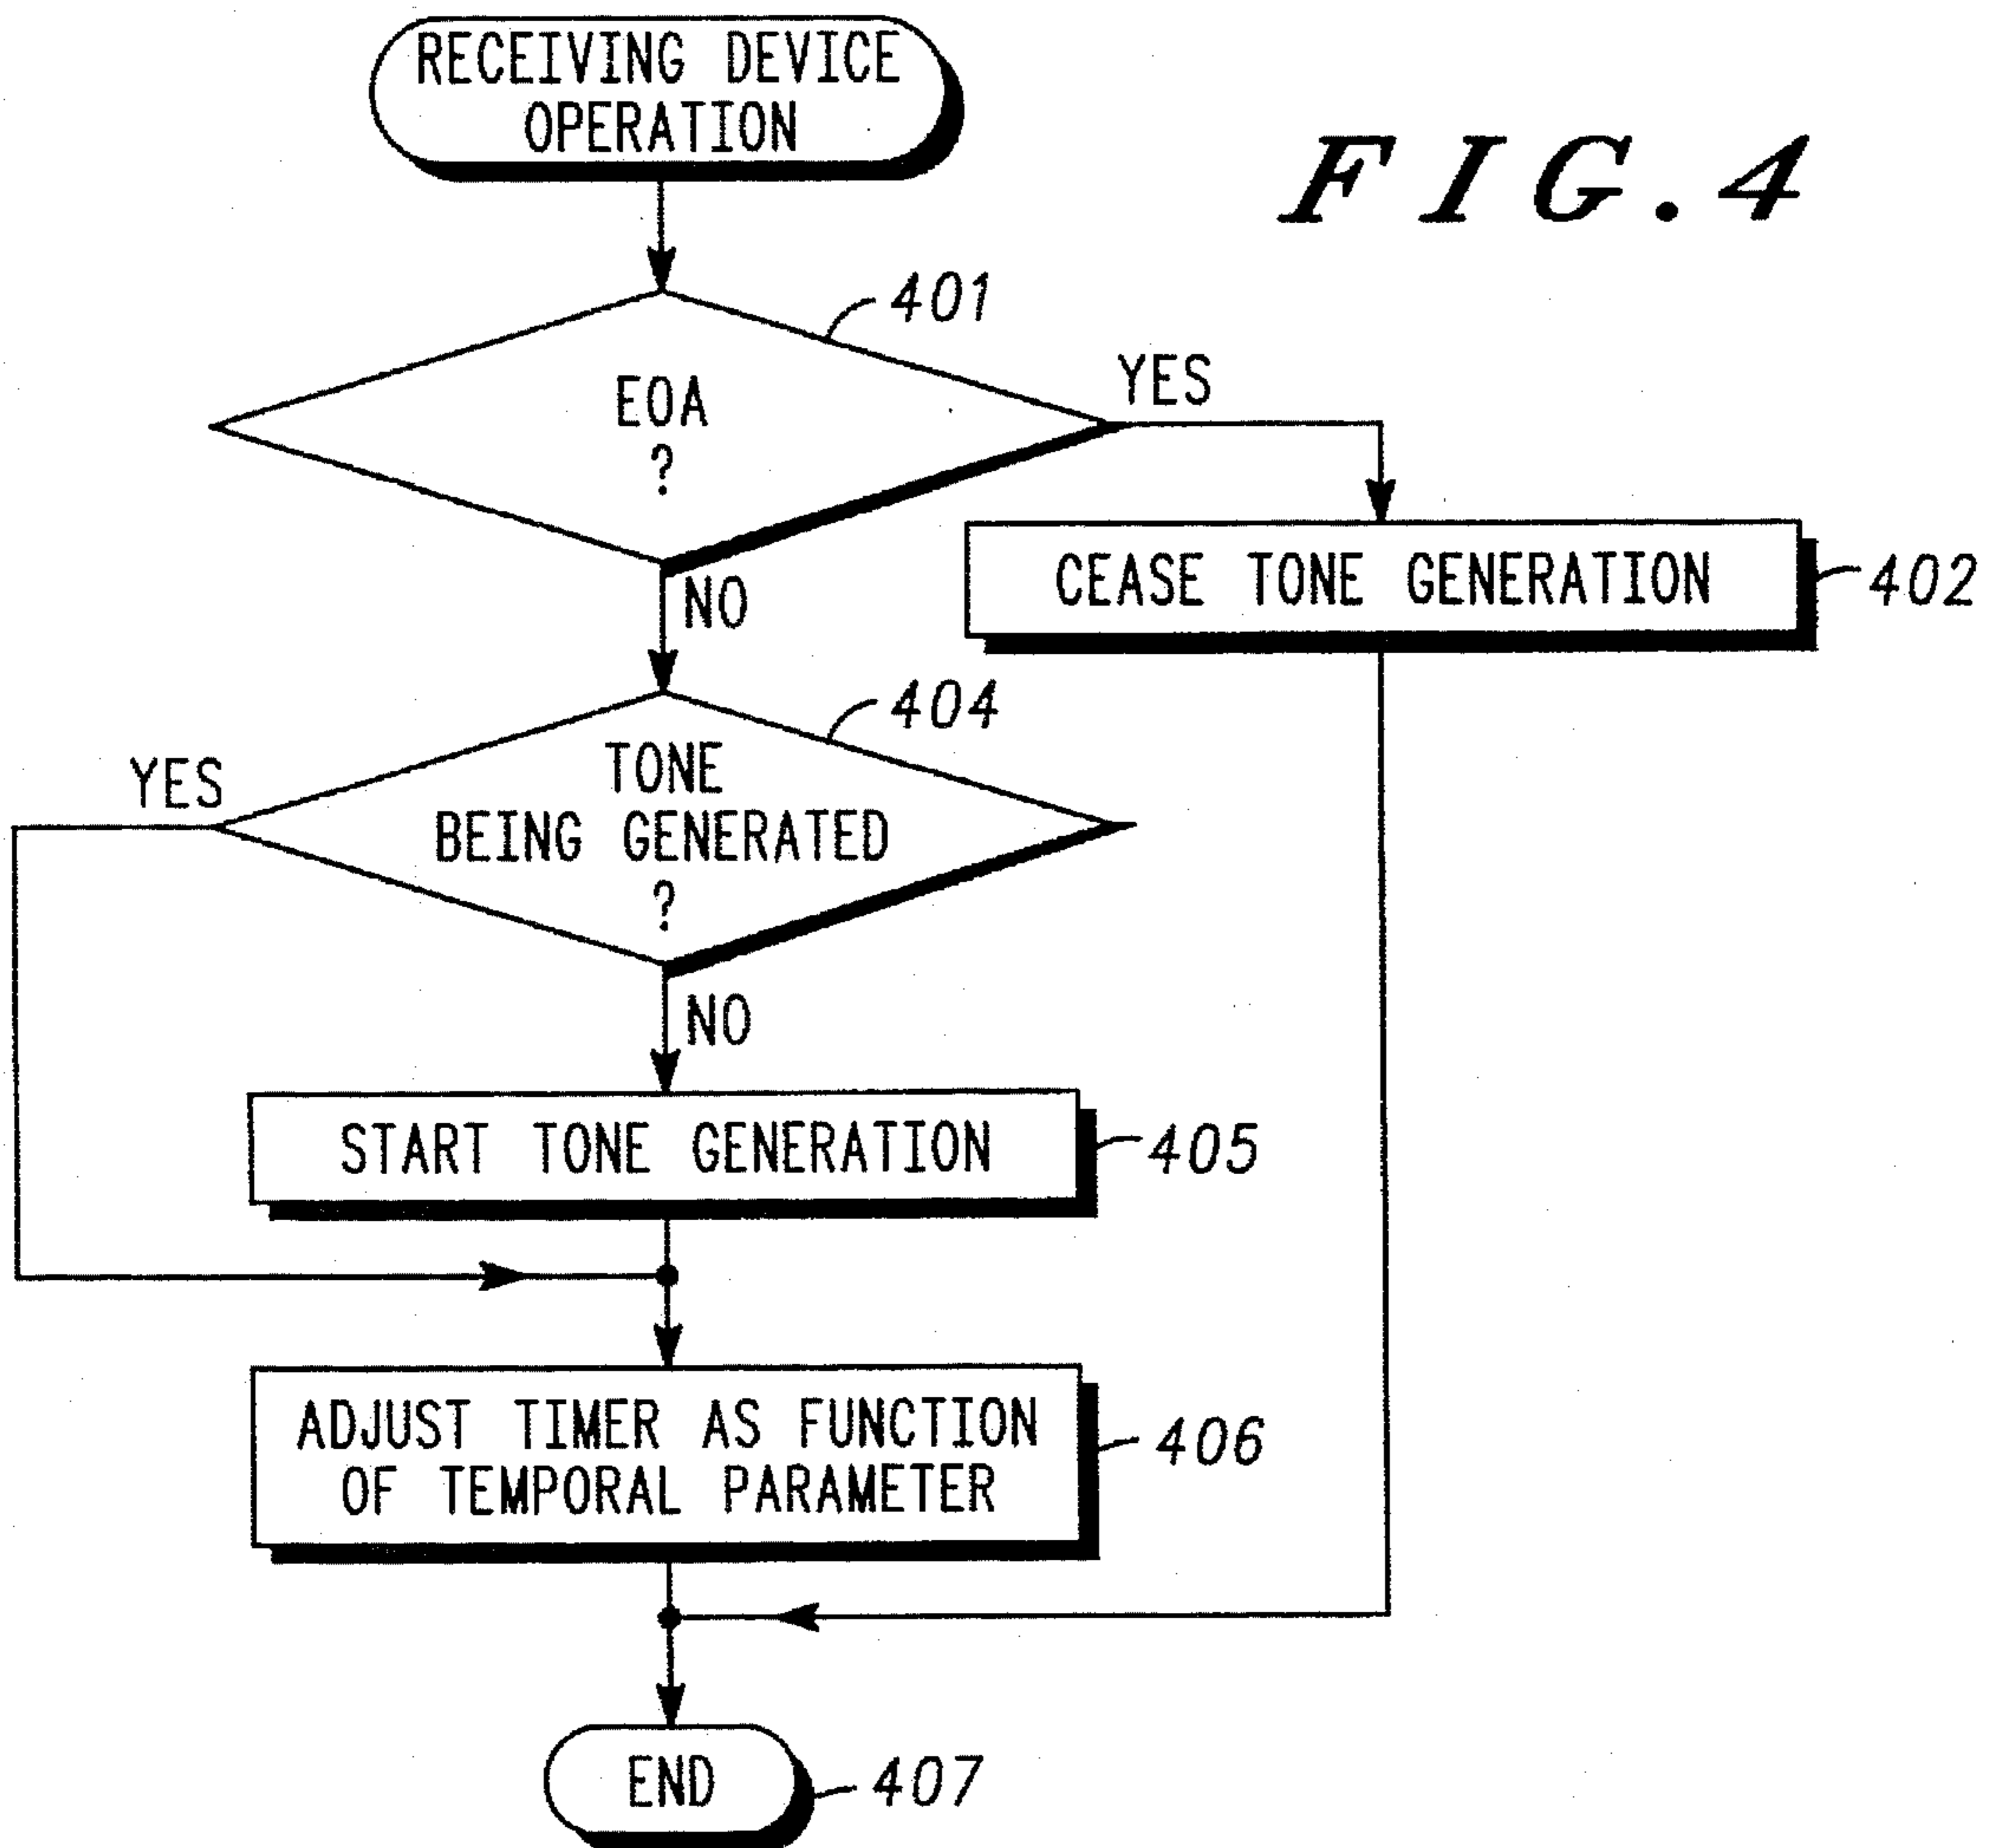 RECEIVING DEVICE
OPERATION
FIG.4
401
EOA
?
YES
NO
CEASE TONE GENERATION
402
404
TONE
BEING GENERATED
?
YES
NO
START TONE GENERATION
405
ADJUST TIMER AS FUNCTION
OF TEMPORAL PARAMETER
406
END
407